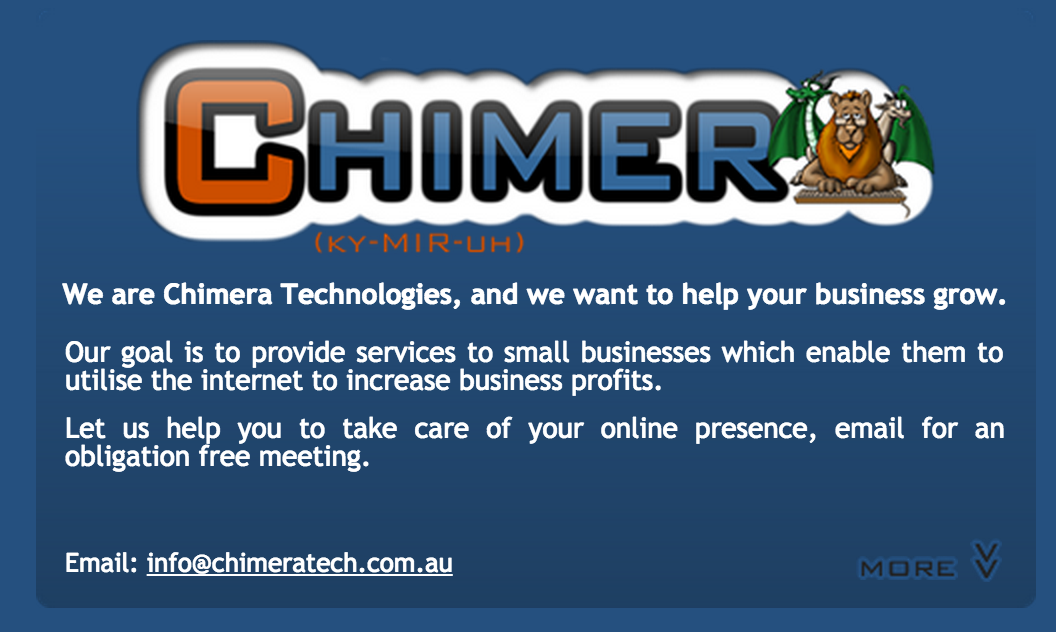 CHIMER
(KY-MIR-UH)
We are Chimera Technologies, and we want to help your business grow.
Our goal is to provide services to small businesses which enable them to
utilise the internet to increase business profits.
Let us help you to take care of your online presence, email for an
obligation free meeting.
Email: info@chimeratech.com.au
MORE